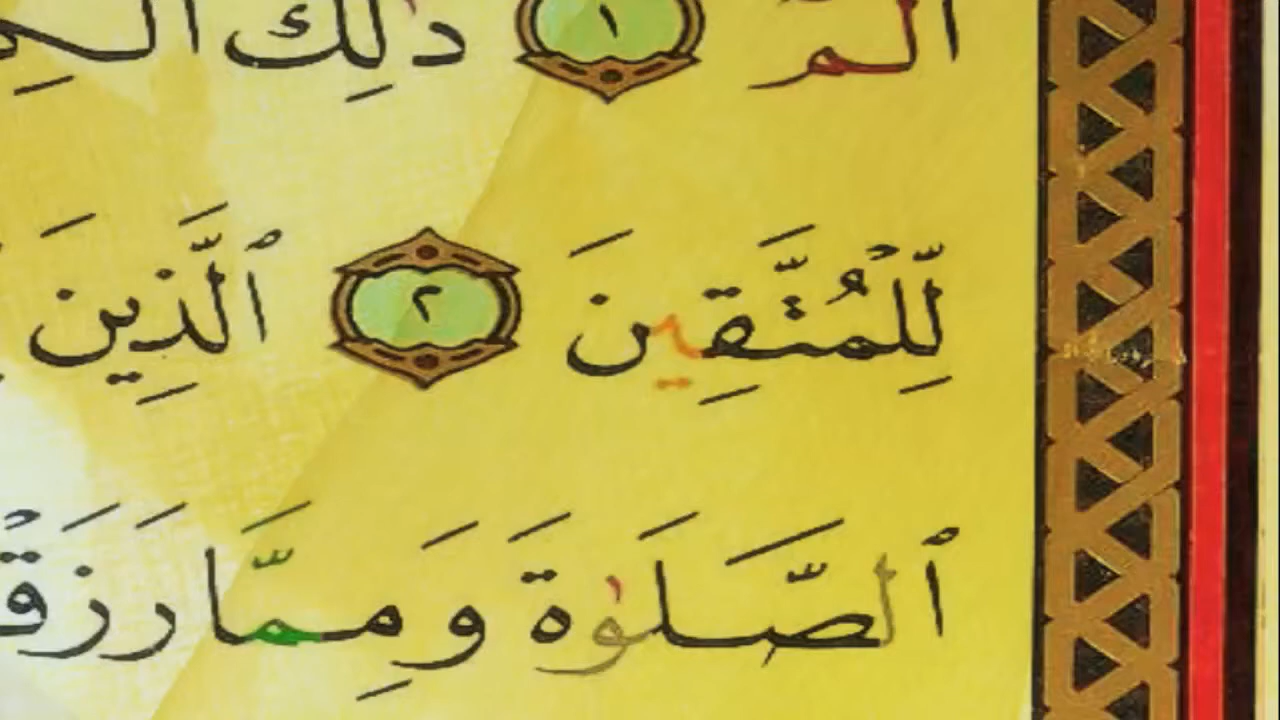 الٓمٓ ١ ذَٰلِكَ
لِّلْمُتَّقِينَ ٢ ٱلَّذِينَ
ٱلصَّلَوٰةَ وَمِمَّا